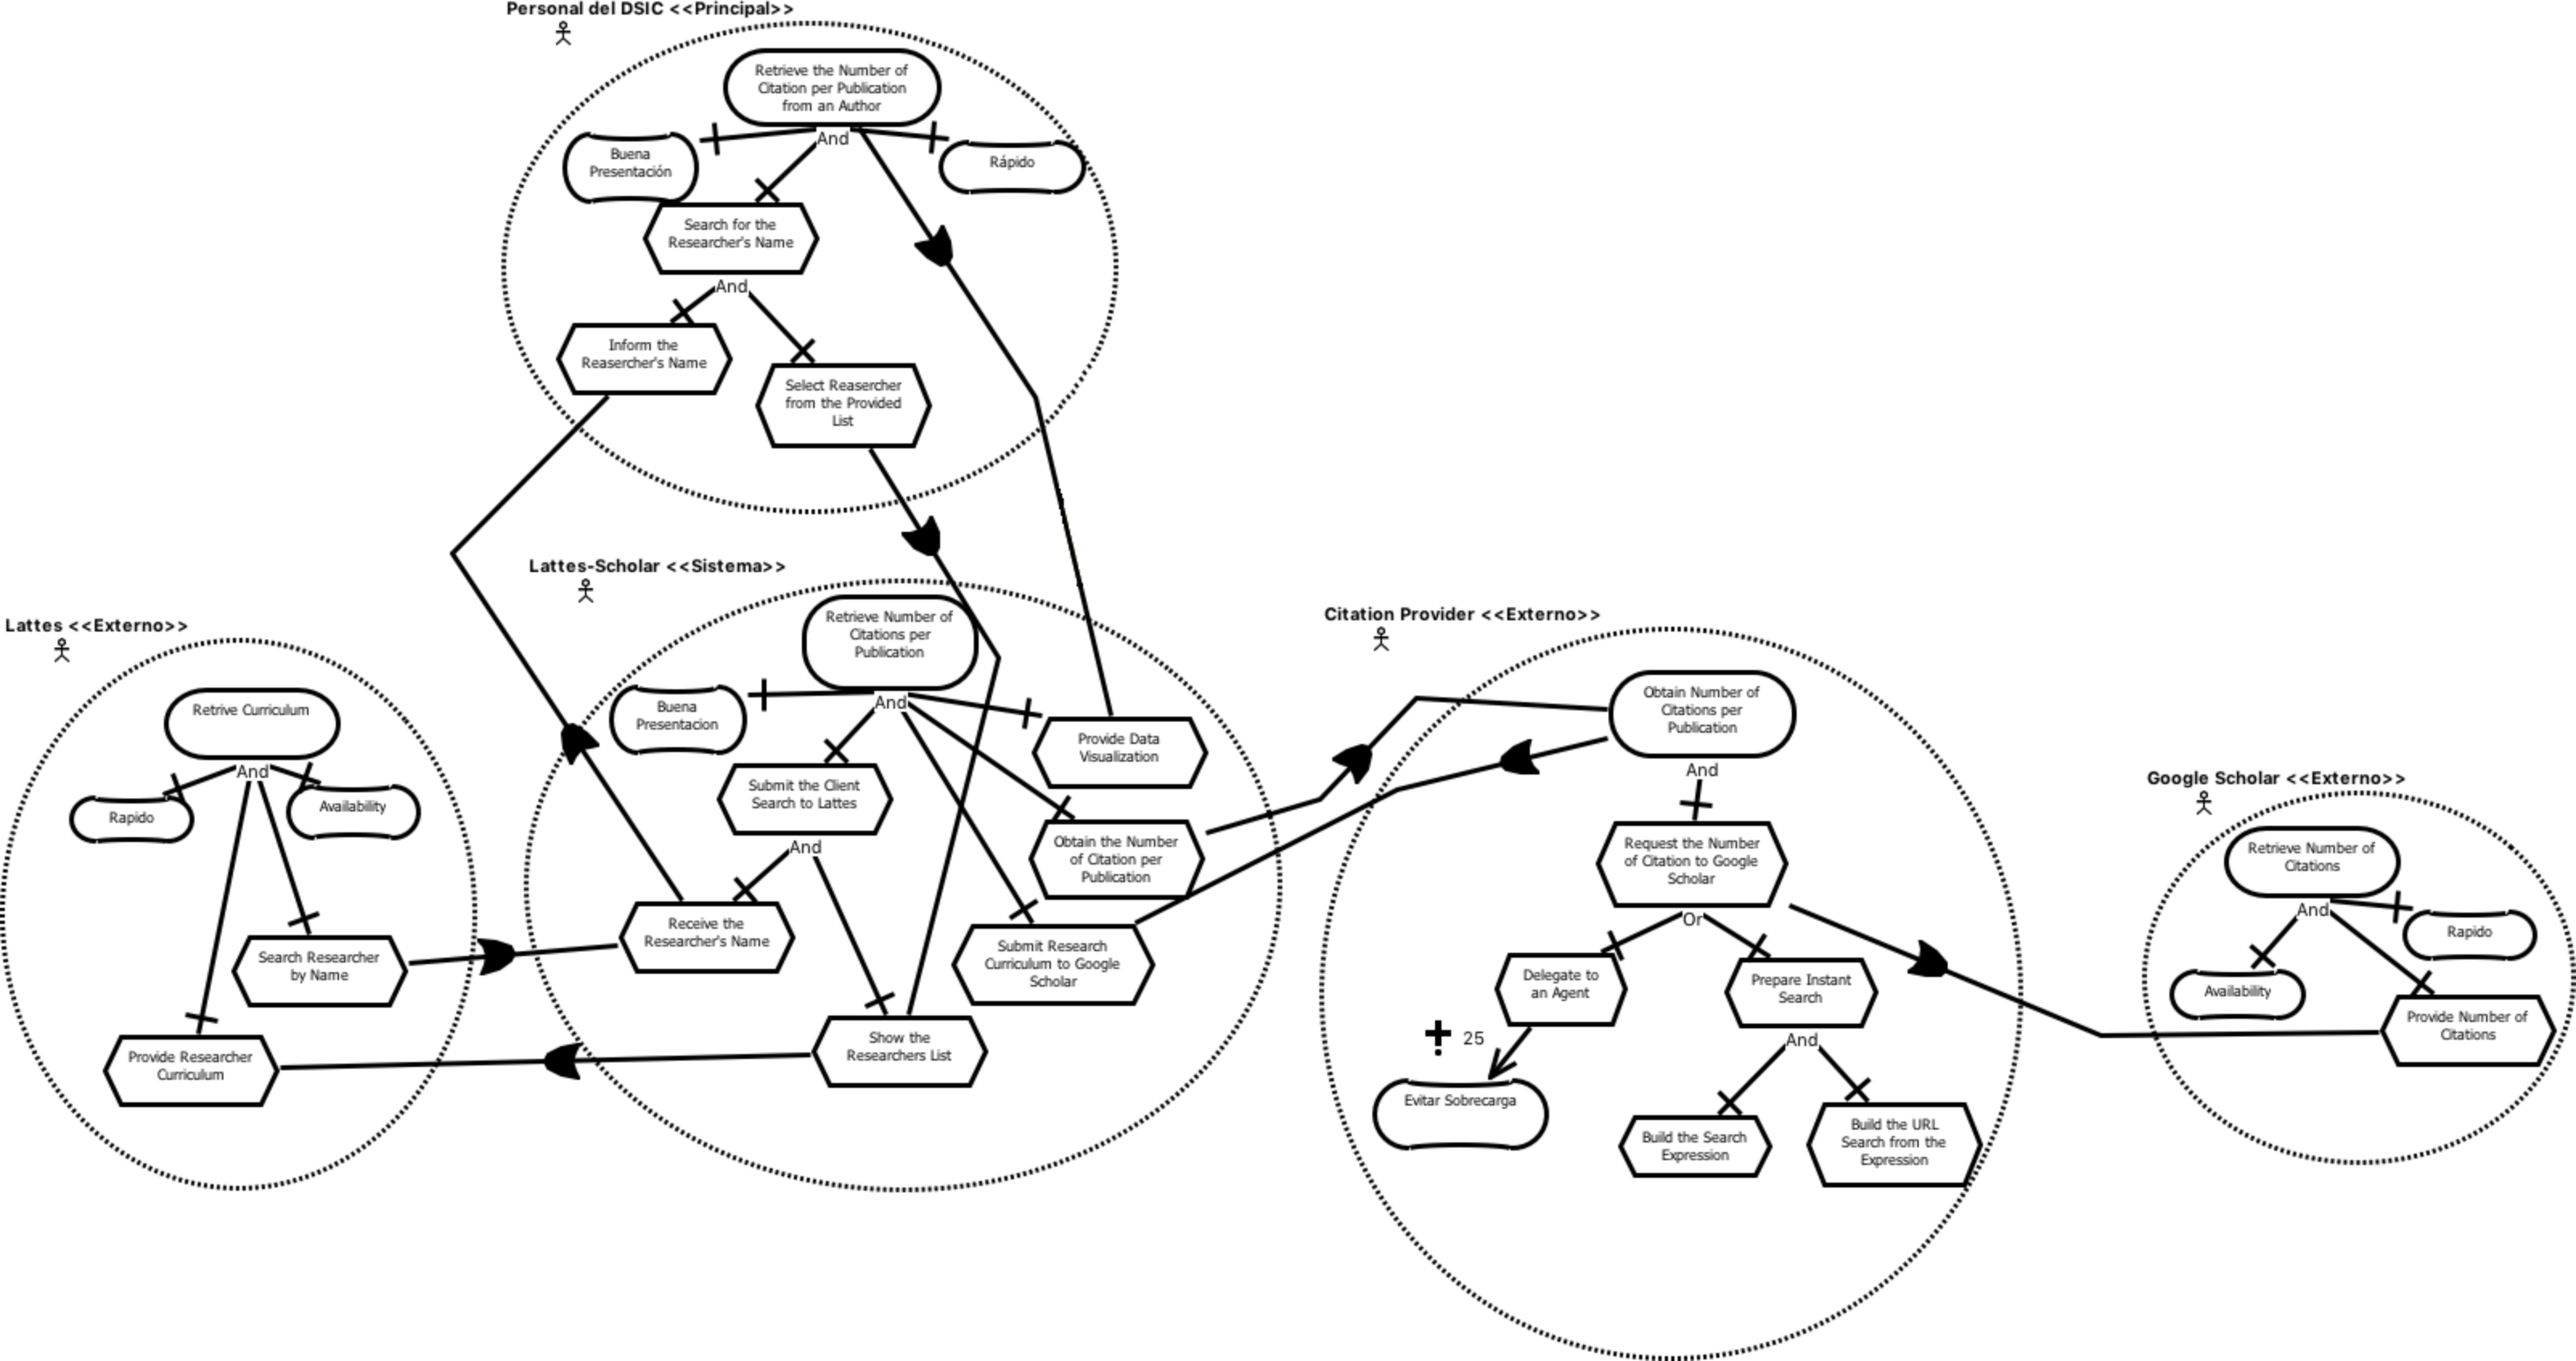 Personal del DSIC <<Principal>>
Retrieve the Number of
Citation per Publication
from an Author
And
Buena
Presentación
Rápido
Search for the
Researcher's Name
And
Inform the
Reasercher's Name
Select Reasercher
from the Provided
List
Lattes-Scholar <<Sistema>>
Retrieve Number of
Citations per
Publication
And
Buena
Presentacion
Provide Data
Visualization
Submit the Client
Search to Lattes
And
Obtain the Number
of Citation per
Publication
Receive the
Researcher's Name
Submit Research
Curriculum to Google
Scholar
Show the
Researchers List
Lattes <<Externo>>
Retrive Curriculum
And
Rapido
Availability
Search Researcher
by Name
Provide Researcher
Curriculum
Citation Provider <<Externo>>
Obtain Number of
Citations per
Publication
And
Request the Number
of Citation to Google
Scholar
Or
Delegate to
an Agent
Prepare Instant
Search
25
And
Evitar Sobrecarga
Build the Search
Expression
Build the URL
Search from the
Expression
Google Scholar <<Externo>>
Retrieve Number of
Citations
And
Rapido
Availability
Provide Number of
Citations